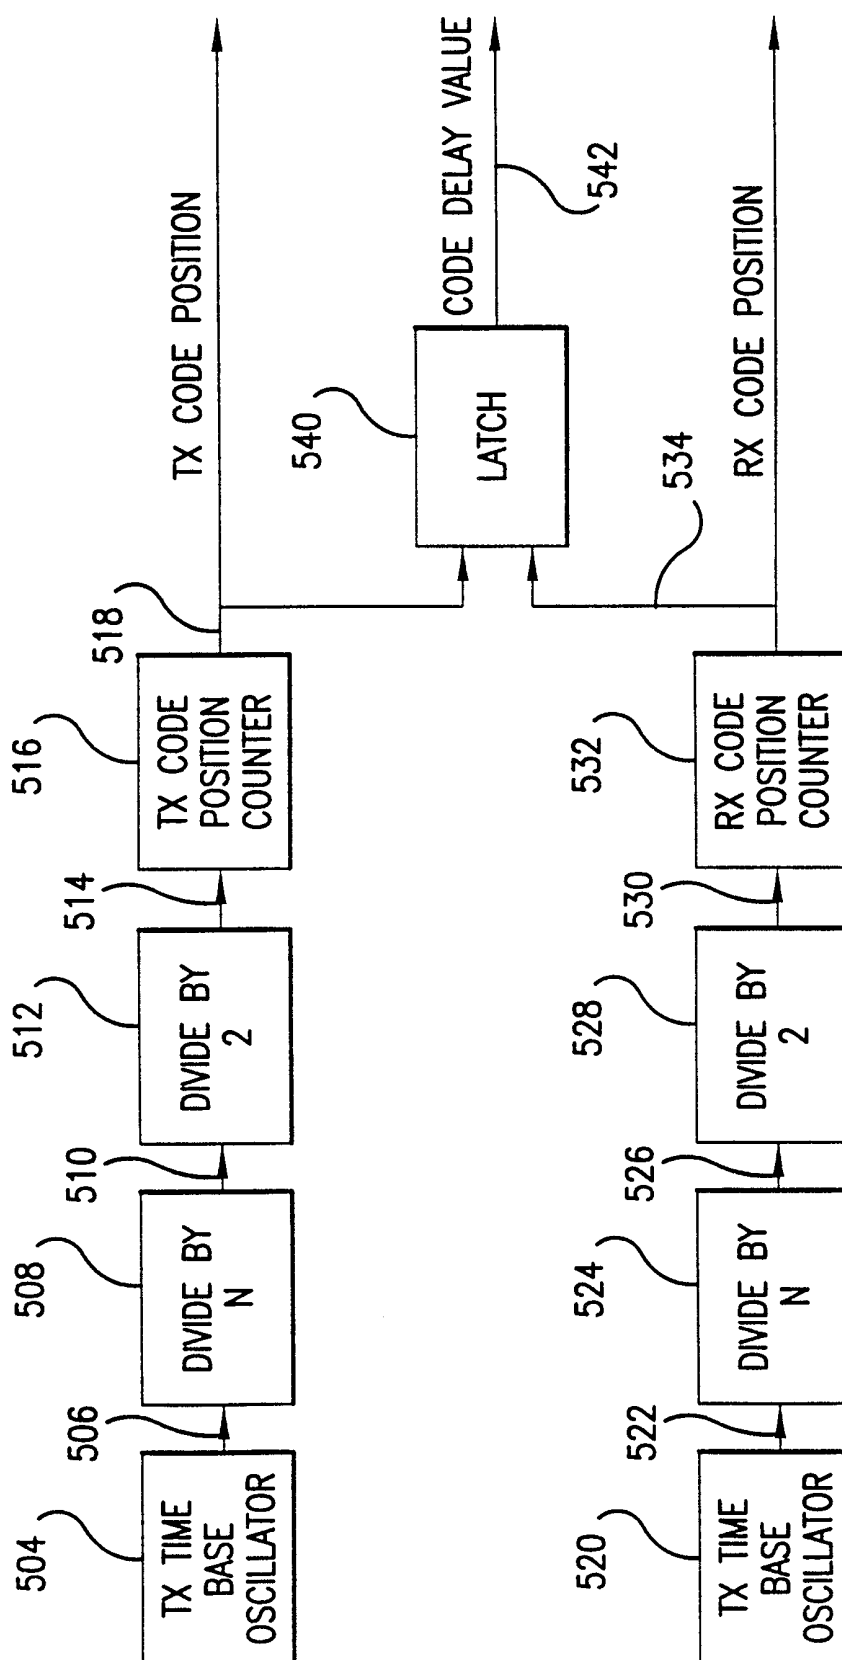 504
TX TIME
BASE
OSCILLATOR
506
508
DIVIDE BY
N
510
512
DIVIDE BY
2
514
516
TX CODE
POSITION
COUNTER
518
TX CODE POSITION
540
LATCH
CODE DELAY VALUE
542
520
TX TIME
BASE
OSCILLATOR
522
524
DIVIDE BY
N
526
528
DIVIDE BY
2
530
532
RX CODE
POSITION
COUNTER
534
RX CODE POSITION